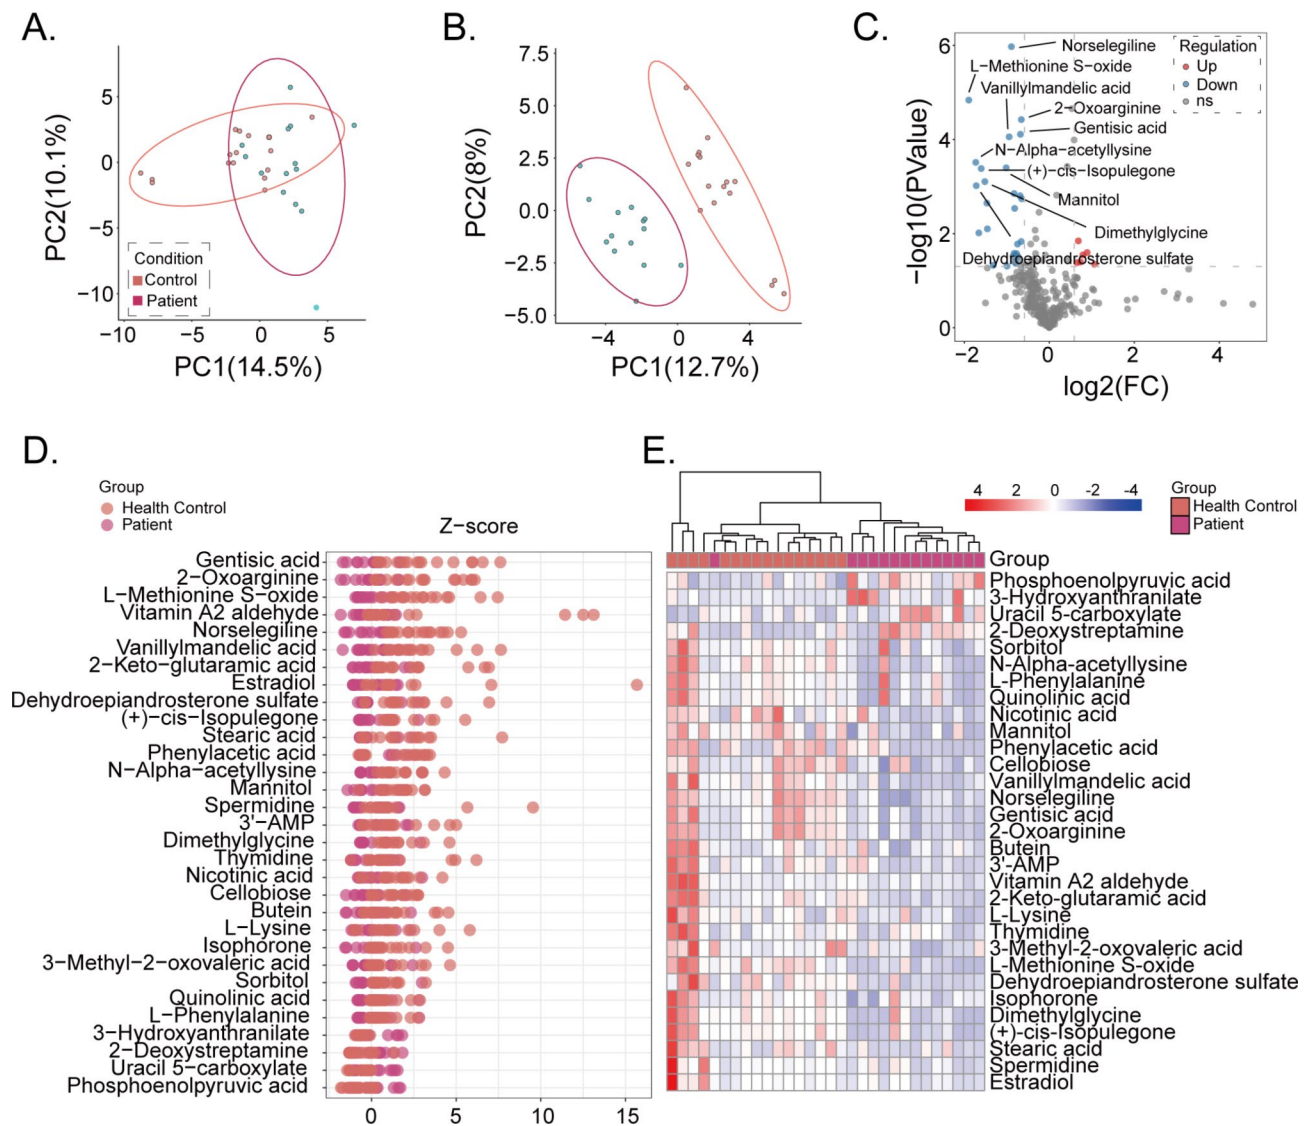 A.
PC2(10.1%)
5
0
−5
−10
Condition
Control
Patient
−10
−5
0
5
PC1(14.5%)
B.
PC2(8%)
7.5
5.0
2.5
0.0
−2.5
−5.0
−4
0
4
PC1(12.7%)
C.
−log10(PValue)
6
4
2
0
Norselegiline
L−Methionine S−oxide
Vanillylmandelic acid
2−Oxoarginine
Gentisic acid
N−Alpha−acetyllysine
(+)−cis−Isopulegone
Mannitol
Dimethylglycine
Dehydroepiandrosterone sulfate
Regulation
Up
Down
ns
−2
0
2
4
log2(FC)
D.
Group
Health Control
Patient
Z−score
Gentisic acid
2−Oxoarginine
L−Methionine S−oxide
Vitamin A2 aldehyde
Norselegiline
Vanillylmandelic acid
2−Keto−glutaramic acid
Estradiol
Dehydroepiandrosterone sulfate
(+)−cis−Isopulegone
Stearic acid
Phenylacetic acid
N−Alpha−acetyllysine
Mannitol
Spermidine
3'−AMP
Dimethylglycine
Thymidine
Nicotinic acid
Cellobiose
Butein
L−Lysine
Isophorone
3−Methyl−2−oxovaleric acid
Sorbitol
Quinolinic acid
L−Phenylalanine
3−Hydroxyanthranilate
2−Deoxystreptamine
Uracil 5−carboxylate
Phosphoenolpyruvic acid
0
5
10
15
E.
4
2
0
-2
-4
Group
Health Control
Patient
Group
Phosphoenolpyruvic acid
3-Hydroxyanthranilate
Uracil 5-carboxylate
2-Deoxystreptamine
Sorbitol
N-Alpha-acetyllysine
L-Phenylalanine
Quinolinic acid
Nicotinic acid
Mannitol
Phenylacetic acid
Cellobiose
Vanillylmandelic acid
Norselegiline
Gentisic acid
2-Oxoarginine
Butein
3'-AMP
Vitamin A2 aldehyde
2-Keto-glutaramic acid
L-Lysine
Thymidine
3-Methyl-2-oxovaleric acid
L-Methionine S-oxide
Dehydroepiandrosterone sulfate
Isophorone
Dimethylglycine
(+)-cis-Isopulegone
Stearic acid
Spermidine
Estradiol